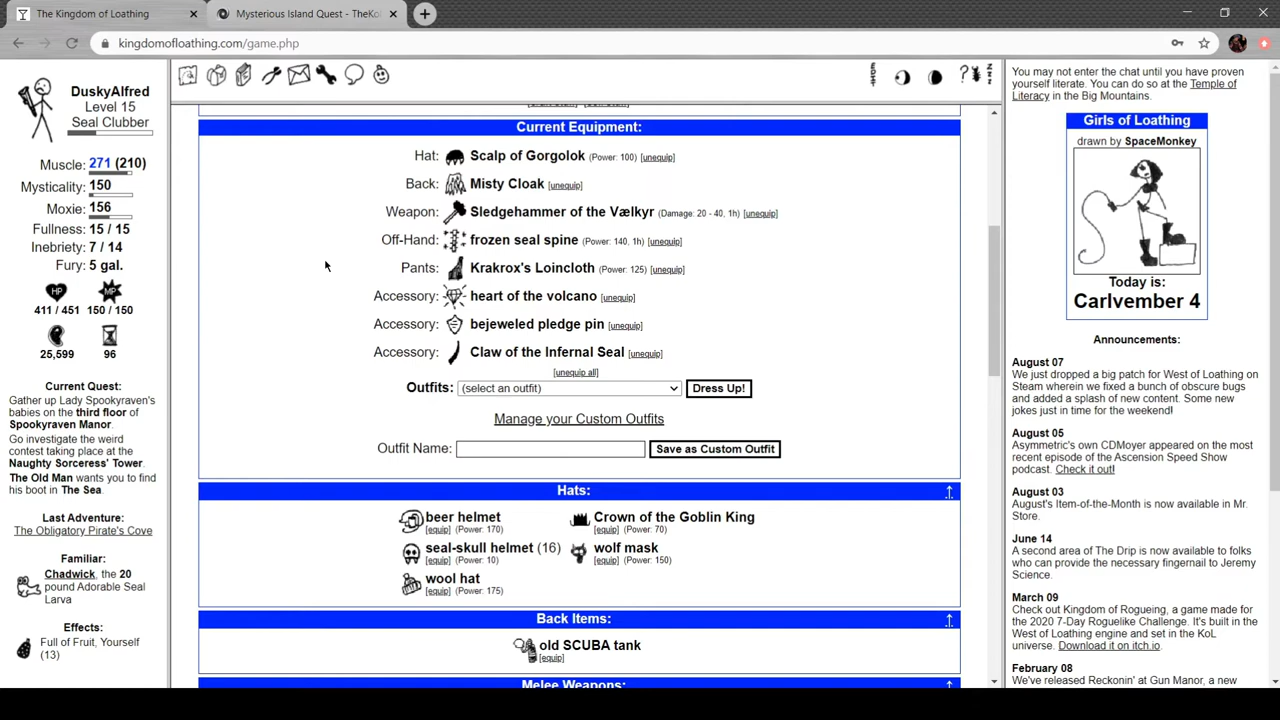 The Kingdom of Loathing
Mysterious Island Quest - TheKol
kingdomofloathing.com/game.php
DuskyAlfred
Level 15
Seal Clubber
Muscle: 271 (210)
Mysticality: 150
Moxie: 156
Fullness: 15 / 15
Inebriety: 7 / 14
Fury: 5 gal.
HP
MP
411 / 451
150 / 150
25,599
96
Current Quest:
Gather up Lady Spookyraven's
babies on the third floor of
Spookyraven Manor.
Go investigate the weird
contest taking place at the
Naughty Sorceress' Tower.
The Old Man wants you to find
his boot in The Sea.
Last Adventure:
The Obligatory Pirate's Cove
Familiar:
Chadwick, the 20
pound Adorable Seal
Larva
Effects:
Full of Fruit, Yourself
(13)
Current Equipment:
Hat: Scalp of Gorgolok (Power: 100) [unequip]
Back: Misty Cloak [unequip]
Weapon: Sledgehammer of the Vælkyr (Damage: 20 - 40, 1h) [unequip]
Off-Hand: frozen seal spine (Power: 140, 1h) [unequip]
Pants: Krakrox's Loincloth (Power: 125) [unequip]
Accessory: heart of the volcano [unequip]
Accessory: bejeweled pledge pin [unequip]
Accessory: Claw of the Infernal Seal [unequip]
[unequip all]
Outfits: (select an outfit) Dress Up!
Manage your Custom Outfits
Outfit Name: Save as Custom Outfit
Hats: ↑
beer helmet
[equip] (Power: 170)
Crown of the Goblin King
[equip] (Power: 70)
seal-skull helmet (16)
[equip] (Power: 10)
wolf mask
[equip] (Power: 150)
wool hat
[equip] (Power: 175)
Back Items: ↑
old SCUBA tank
[equip]
Melee Weapons:
You may not enter the chat until you have proven
yourself literate. You can do so at the Temple of
Literacy in the Big Mountains.
Girls of Loathing
drawn by SpaceMonkey
Today is:
Carlvember 4
Announcements:
August 07
We just dropped a big patch for West of Loathing on
Steam wherein we fixed a bunch of obscure bugs
and added a splash of new content. Some new
jokes just in time for the weekend!
August 05
Asymmetric's own CDMoyer appeared on the most
recent episode of the Ascension Speed Show
podcast. Check it out!
August 03
August's Item-of-the-Month is now available in Mr.
Store.
June 14
A second area of The Drip is now available to folks
who can provide the necessary fingernail to Jeremy
Science.
March 09
Check out Kingdom of Rogueing, a game made for
the 2020 7-Day Roguelike Challenge. It's built in the
West of Loathing engine and set in the KoL
universe. Download it on itch.io.
February 08
We've released Reckonin' at Gun Manor, a new